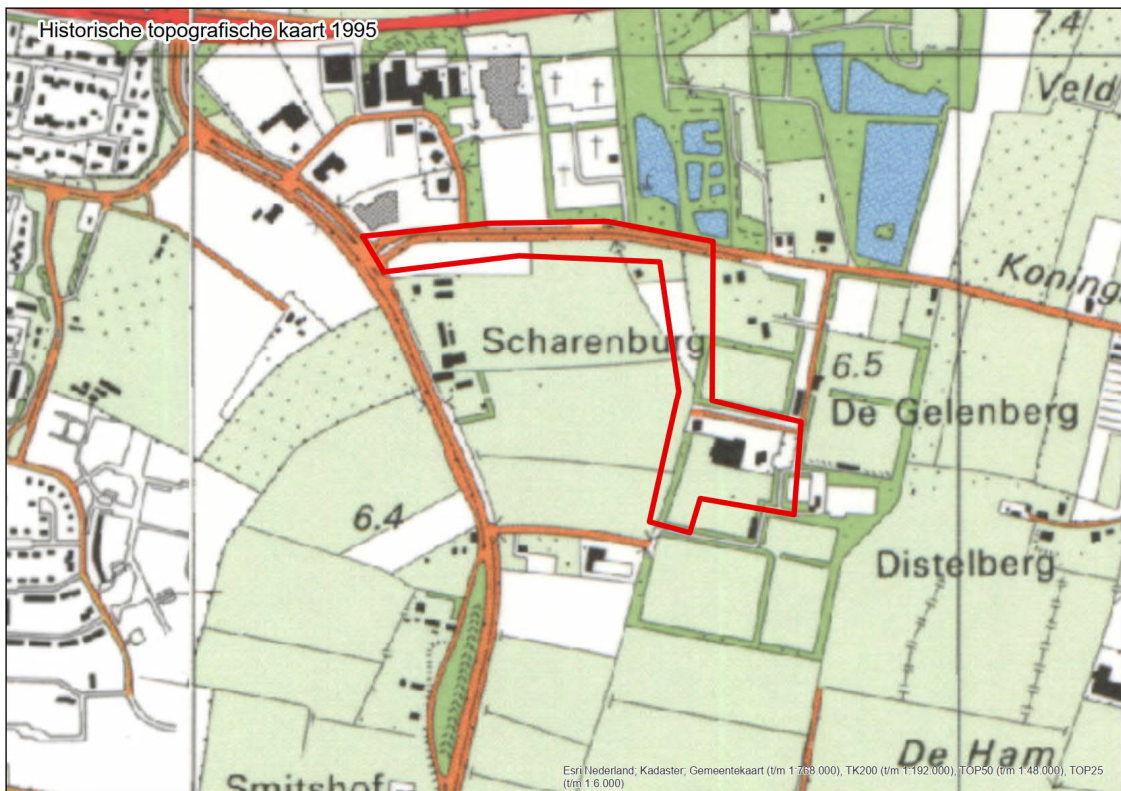 Historische topografische kaart 1995
7.4
Veld
Konings
Scharenburg
6.5
De Gelenberg
6.4
Distelberg
De Ham
Smitshof
Esri Nederland; Kadaster; Gemeentekaart (t/m 1:768.000), TK200 (t/m 1:192.000), TOP50 (t/m 1:48.000), TOP25
(t/m 1:6.000)